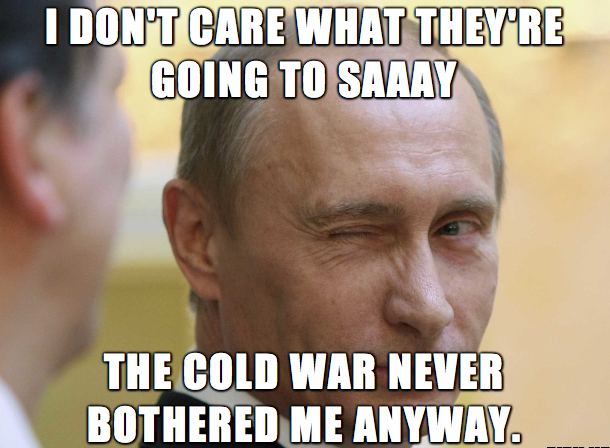 I DON'T CARE WHAT THEY'RE
GOING TO SAAAY
THE COLD WAR NEVER
BOTHERED ME ANYWAY.